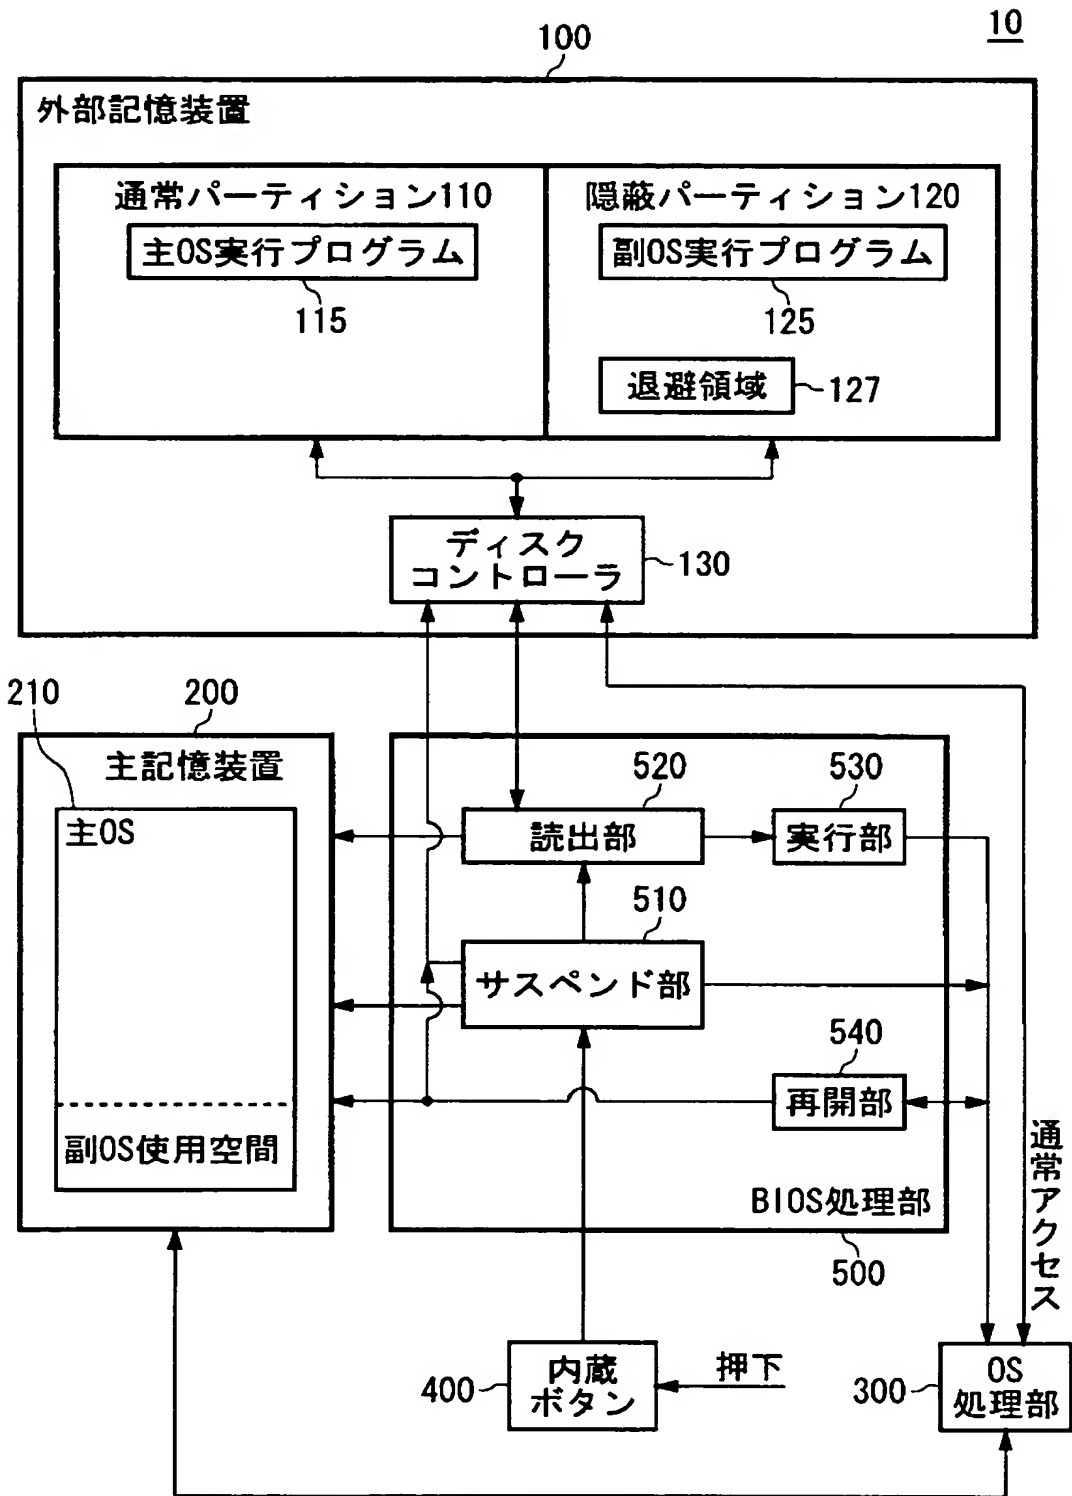 10
100
外部記憶装置
通常パーティション110
主OS実行プログラム
115
隠蔽パーティション120
副OS実行プログラム
125
退避領域
127
ディスク
コントローラ
130
210
200
主記憶装置
主OS
副OS使用空間
520
読出部
530
実行部
510
サスペンド部
540
再開部
BIOS処理部
500
通常アクセス
400
内蔵
ボタン
押下
300
OS
処理部